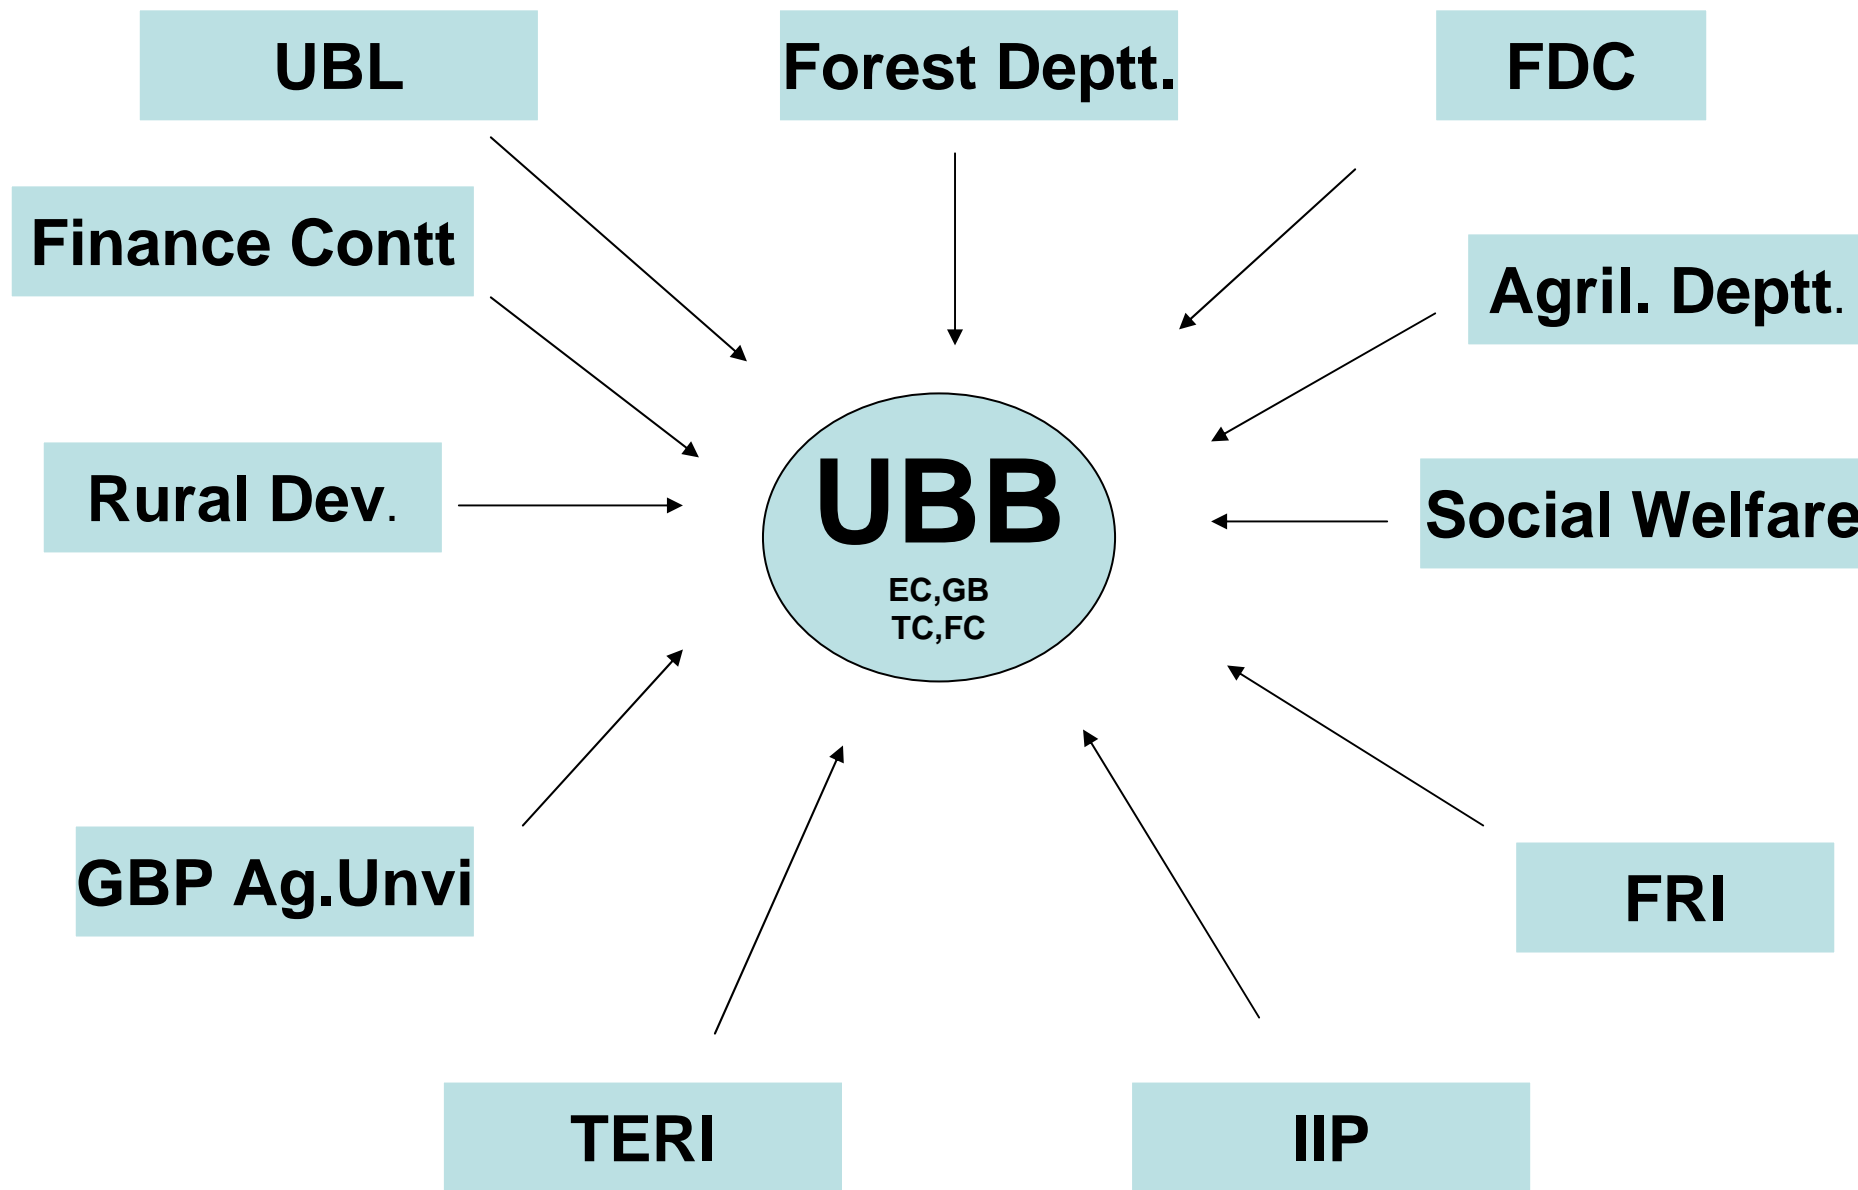 UBL
Forest Deptt.
FDC
Finance Contt
Agril. Deptt.
Rural Dev.
UBB
EC,GB
TC,FC
Social Welfare
GBP Ag.Unvi
FRI
TERI
IIP